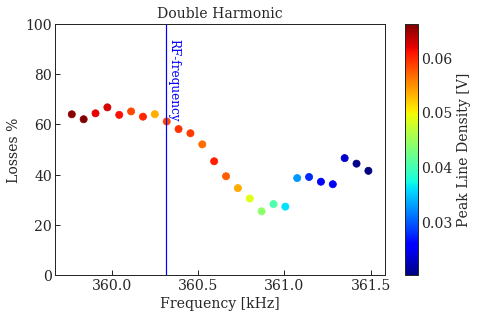 Double Harmonic
100
80
60
40
20
0
Losses %
RF-frequency
360.0 360.5 361.0 361.5
Frequency [kHz]
0.06
0.05
0.04
0.03
Peak Line Density [V]